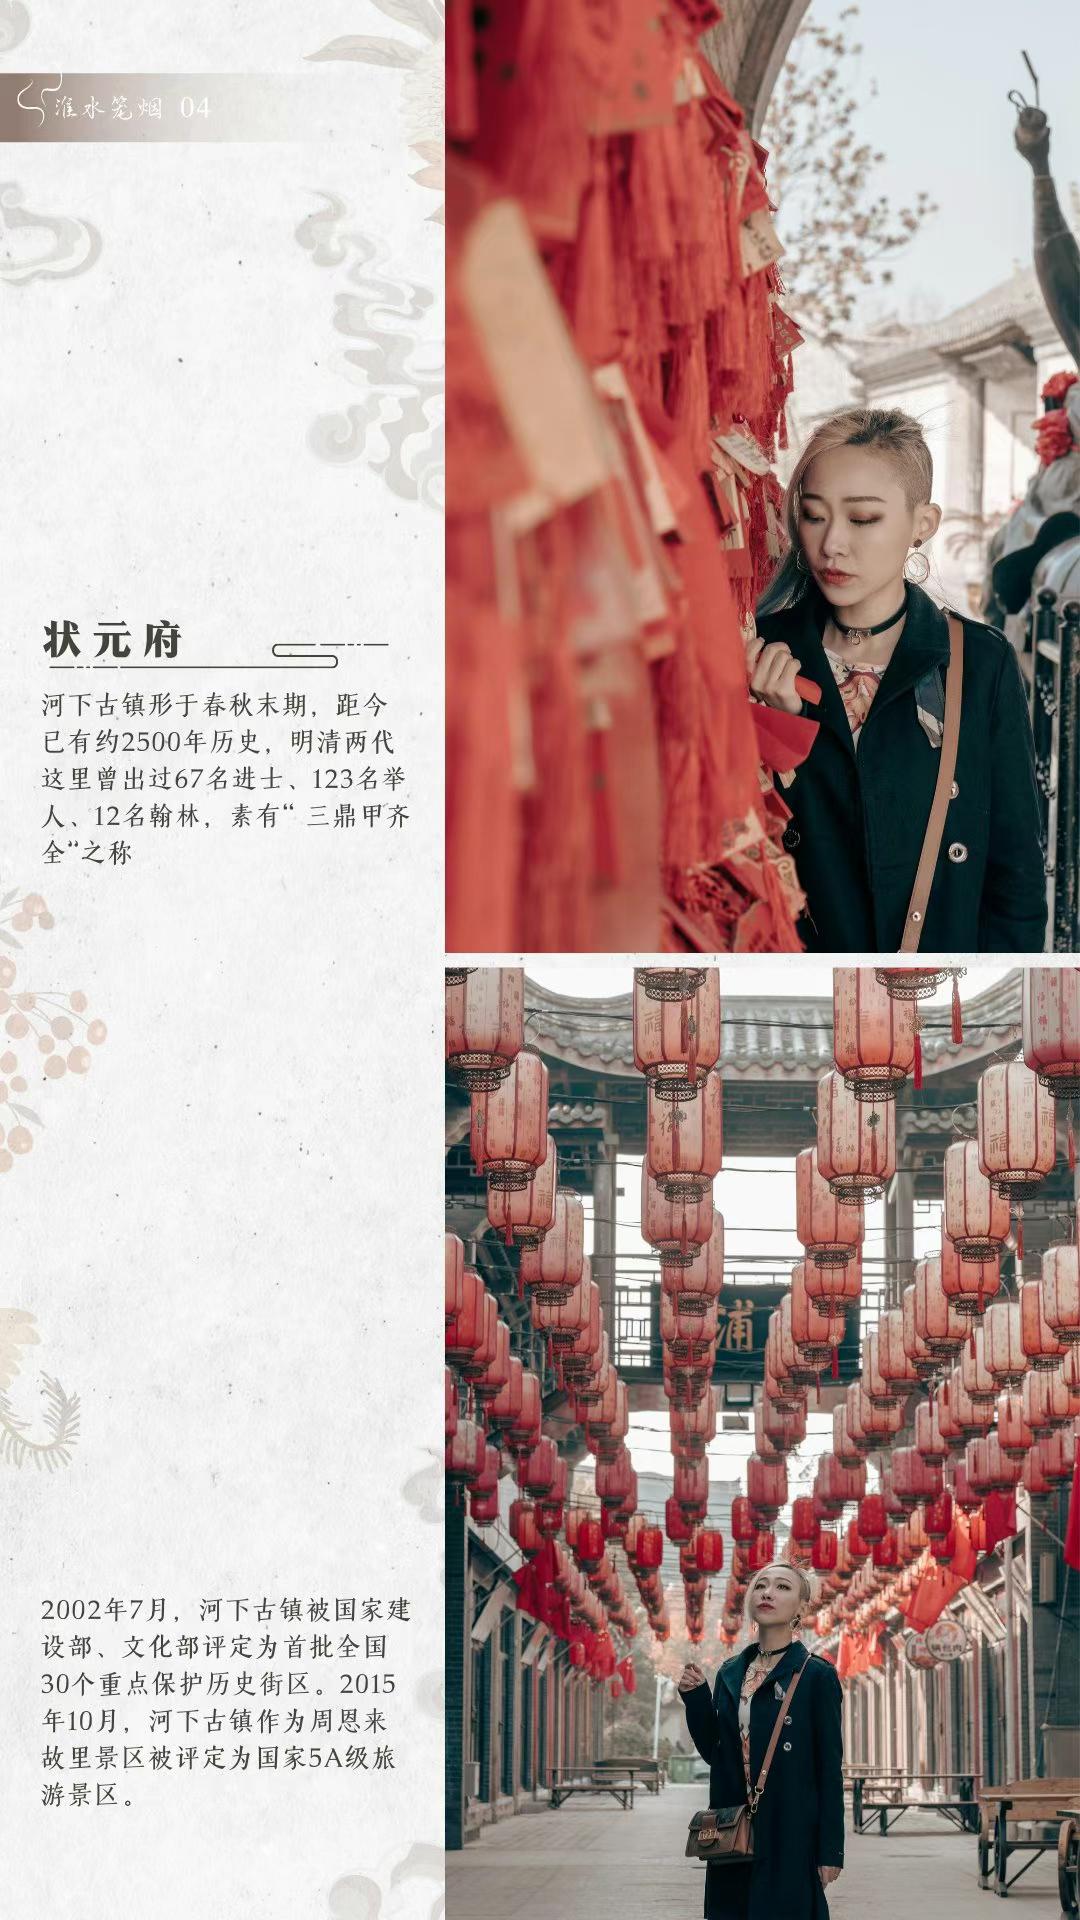 淮水笼烟 04
状元府
河下古镇形于春秋末期，距今
已有约2500年历史，明清两代
这里曾出过67名进士、123名举
人、12名翰林，素有“ 三鼎甲齐
全“之称
浦
2002年7月，河下古镇被国家建
设部、文化部评定为首批全国
30个重点保护历史街区。2015
年10月，河下古镇作为周恩来
故里景区被评定为国家5A级旅
游景区。